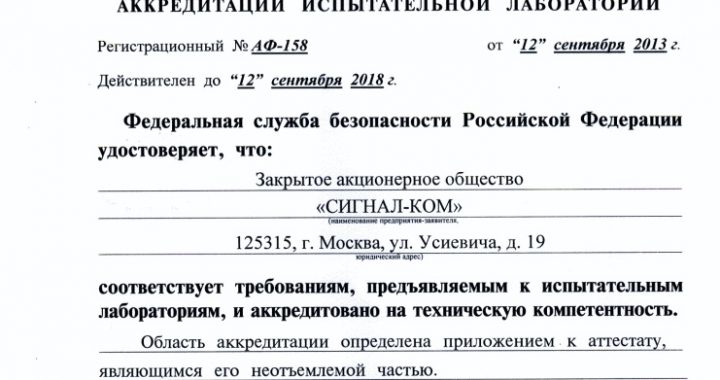 АККРЕДИТАЦИИ ИСПЫТАТЕЛЬНОЙ ЛАБОРАТОРИИ
Регистрационный № АФ-158 от “12” сентября 2013 г.
Действителен до “12” сентября 2018 г.
Федеральная служба безопасности Российской Федерации
удостоверяет, что:
Закрытое акционерное общество
«СИГНАЛ-КОМ»
(наименование предприятия-заявителя,
125315, г. Москва, ул. Усиевича, д. 19
юридический адрес)
соответствует требованиям, предъявляемым к испытательным
лабораториям, и аккредитовано на техническую компетентность.
Область аккредитации определена приложением к аттестату,
являющимся его неотъемлемой частью.